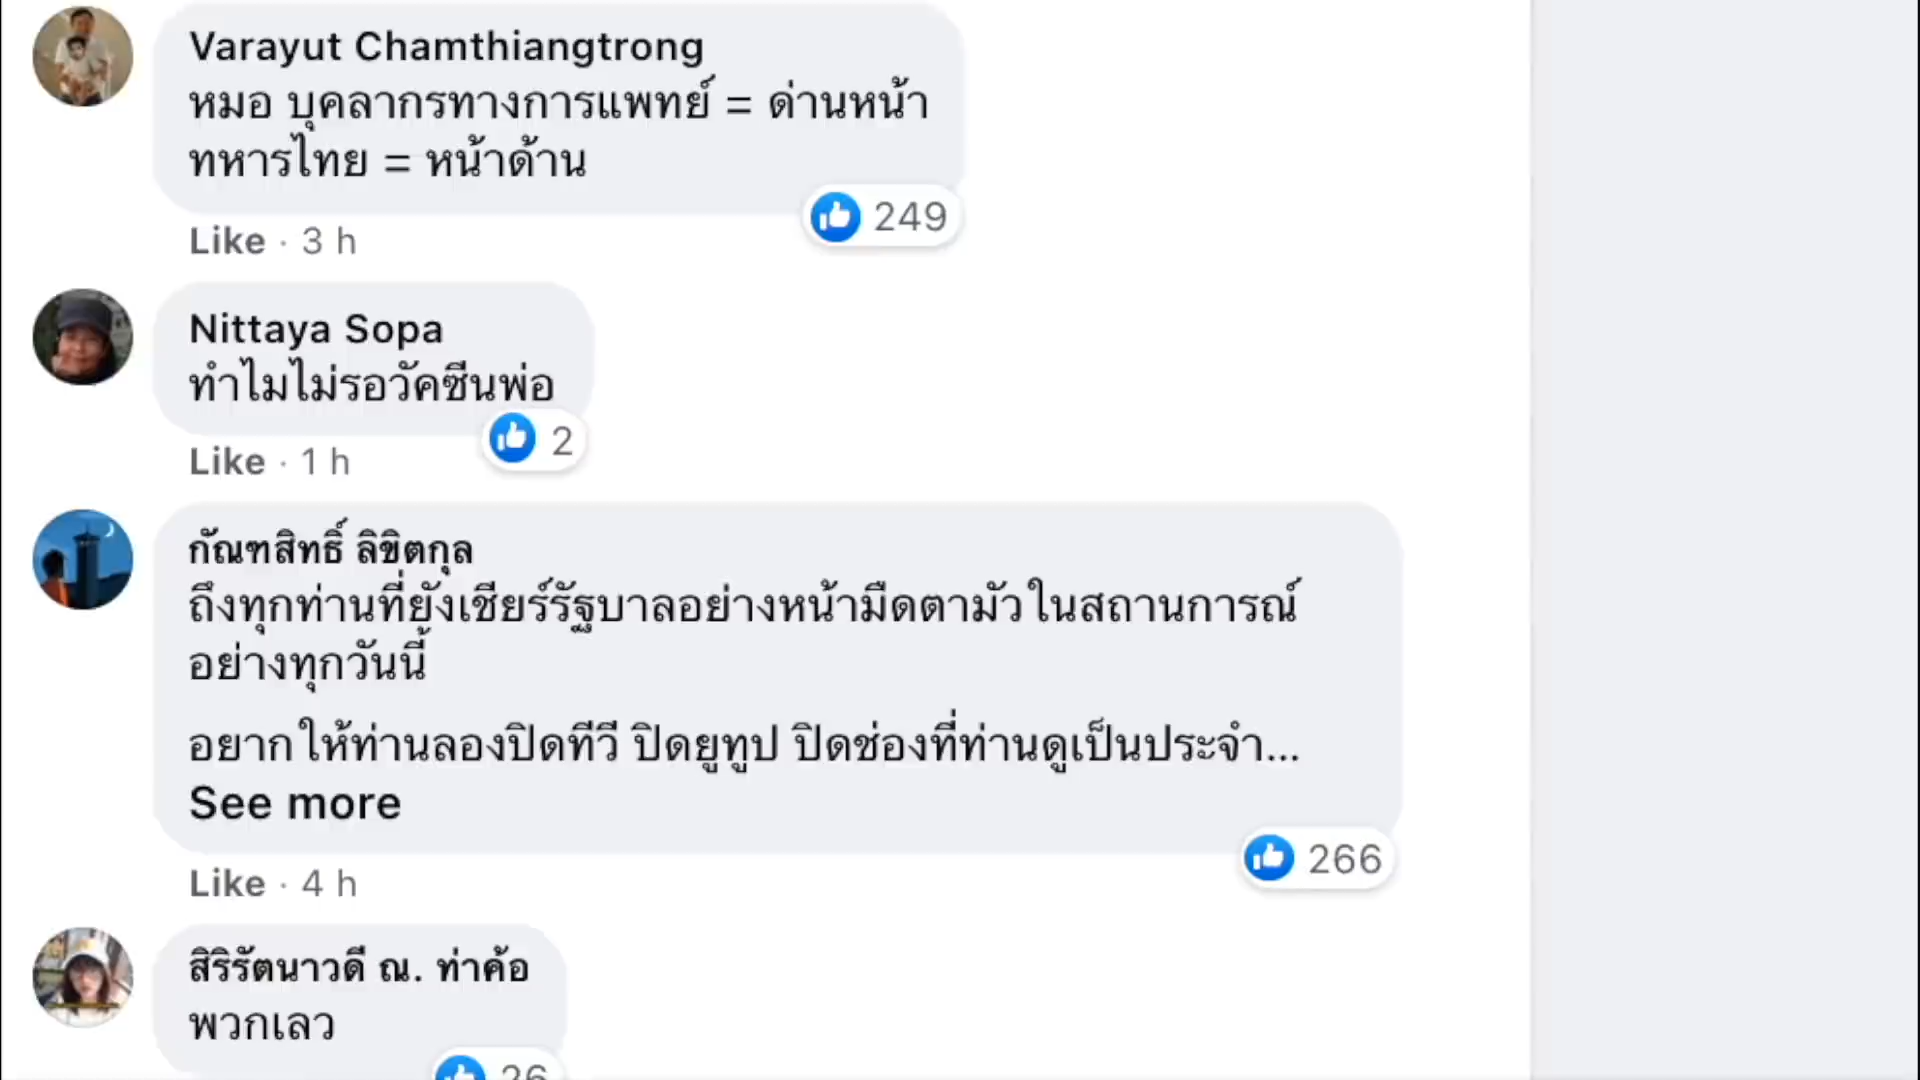 Varayut Chamthiangtrong
หมอ บุคลากรทางการแพทย์ = ด่านหน้า
ทหารไทย = หน้าด้าน
249
Like · 3 h
Nittaya Sopa
ทำไมไม่รอวัคซีนพ่อ
2
Like · 1 h
กัณฑสิทธิ์ ลิขิตกุล
ถึงทุกท่านที่ยังเชียร์รัฐบาลอย่างหน้ามืดตามัวในสถานการณ์
อย่างทุกวันนี้
อยากให้ท่านลองปิดทีวี ปิดยูทูป ปิดช่องที่ท่านดูเป็นประจำ...
See more
266
Like · 4 h
สิริรัตนาวดี ณ. ท่าค้อ
พวกเลว
26